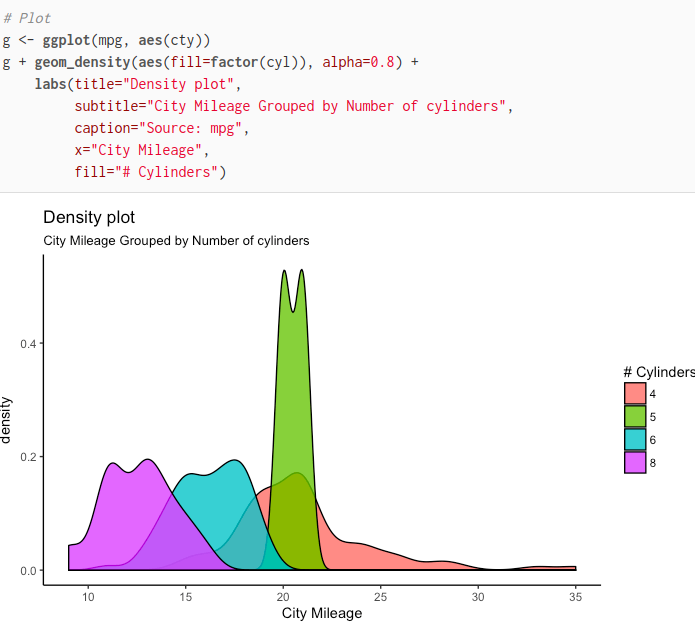 # Plot
g <- ggplot(mpg, aes(cty))
g + geom_density(aes(fill=factor(cyl)), alpha=0.8) +
    labs(title="Density plot",
         subtitle="City Mileage Grouped by Number of cylinders",
         caption="Source: mpg",
         x="City Mileage",
         fill="# Cylinders")
Density plot
City Mileage Grouped by Number of cylinders
density
0.4
0.2
0.0
10 15 20 25 30 35
City Mileage
# Cylinders
4
5
6
8